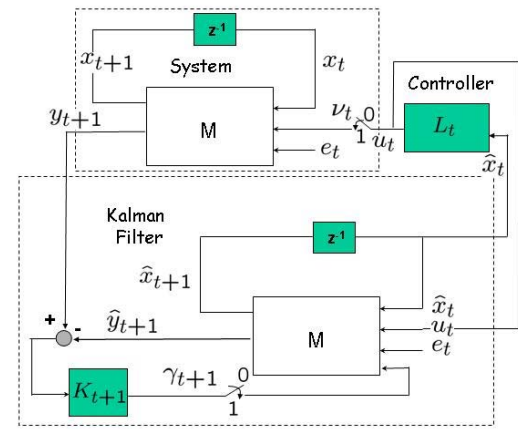 z⁻¹
x_{t+1}
System
x_t
Controller
y_{t+1}
M
ν_t
0
1
u_t
L_t
e_t
x̂_t
Kalman
Filter
z⁻¹
x̂_{t+1}
x̂_t
+
-
ŷ_{t+1}
M
u_t
e_t
K_{t+1}
γ_{t+1}
0
1